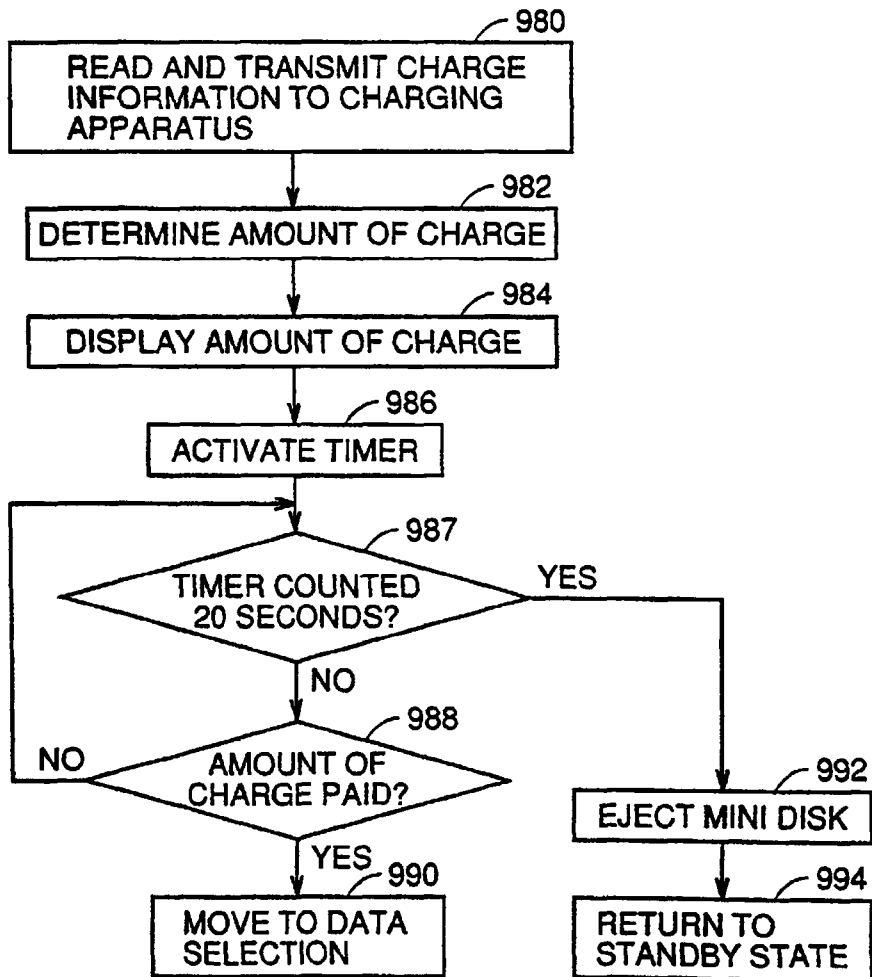 980
READ AND TRANSMIT CHARGE
INFORMATION TO CHARGING
APPARATUS
982
DETERMINE AMOUNT OF CHARGE
984
DISPLAY AMOUNT OF CHARGE
986
ACTIVATE TIMER
987
TIMER COUNTED
20 SECONDS?
YES
NO
988
NO
AMOUNT OF
CHARGE PAID?
992
EJECT MINI DISK
YES
990
MOVE TO DATA
SELECTION
994
RETURN TO
STANDBY STATE